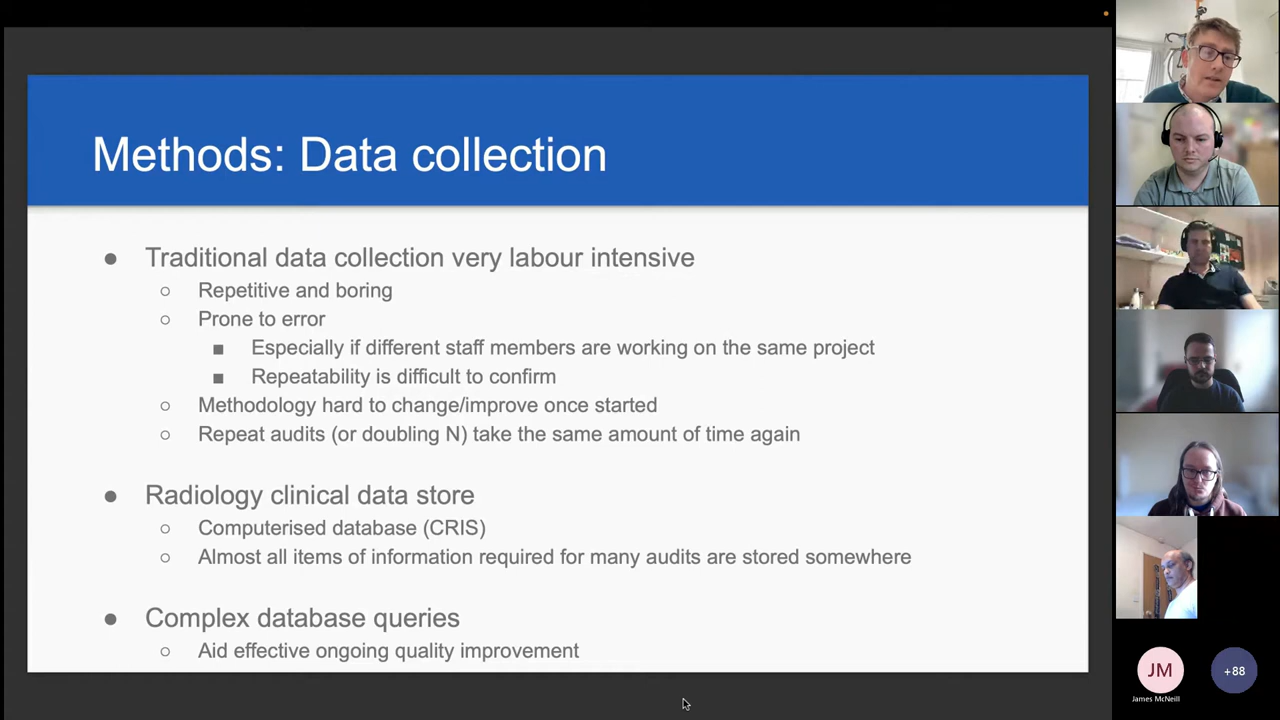 Methods: Data collection
● Traditional data collection very labour intensive
○ Repetitive and boring
○ Prone to error
■ Especially if different staff members are working on the same project
■ Repeatability is difficult to confirm
○ Methodology hard to change/improve once started
○ Repeat audits (or doubling N) take the same amount of time again
● Radiology clinical data store
○ Computerised database (CRIS)
○ Almost all items of information required for many audits are stored somewhere
● Complex database queries
○ Aid effective ongoing quality improvement
JM
James McNeill
+88